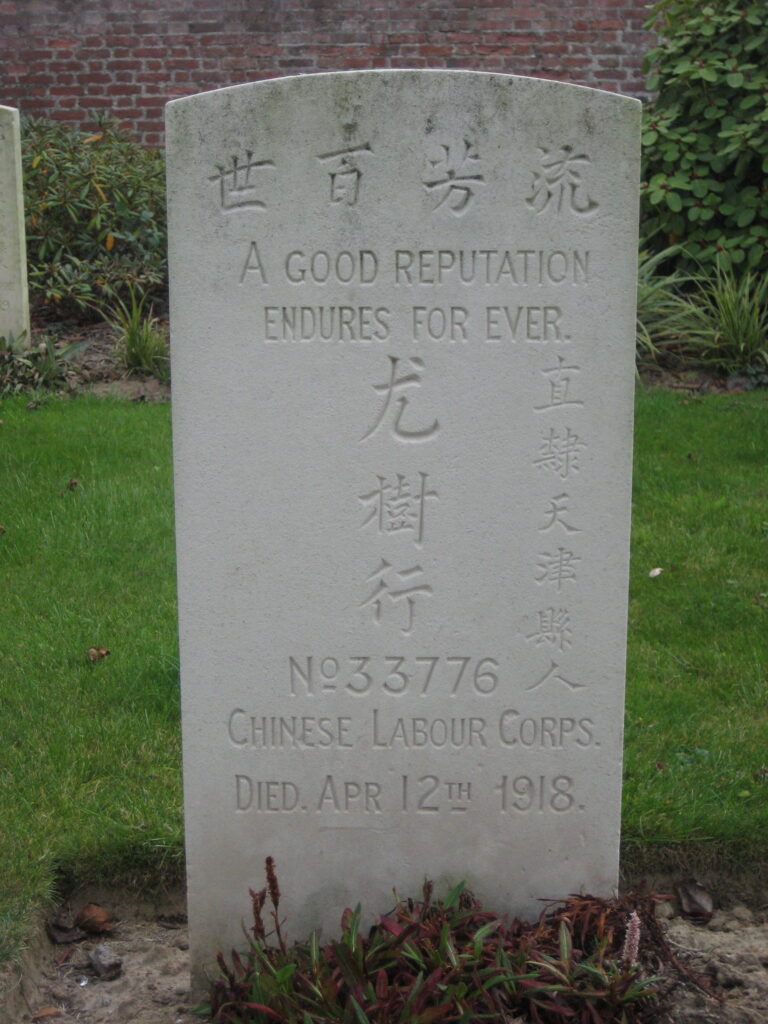 流芳百世
A GOOD REPUTATION
ENDURES FOR EVER.
直隸天津縣人
尤樹行
No 33776
CHINESE LABOUR CORPS.
DIED. APR 12TH 1918.